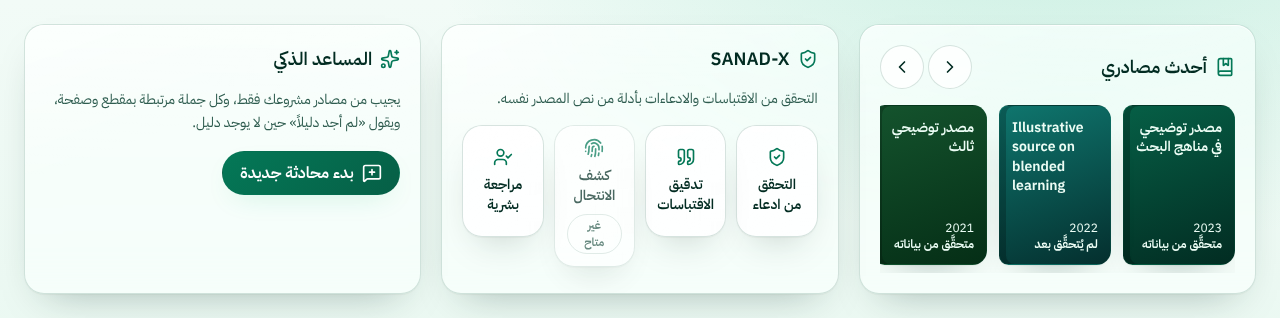 أحدث مصادري
مصدر توضيحي
في مناهج البحث
2023
متحقَّق من بياناته
Illustrative
source on
blended
learning
2022
لم يُتحقَّق بعد
مصدر توضيحي
ثالث
2021
متحقَّق من بياناته
SANAD-X
التحقق من الاقتباسات والادعاءات بأدلة من نص المصدر نفسه.
التحقق
من ادعاء
تدقيق
الاقتباسات
كشف
الانتحال
غير
متاح
مراجعة
بشرية
المساعد الذكي
يجيب من مصادر مشروعك فقط، وكل جملة مرتبطة بمقطع وصفحة،
ويقول «لم أجد دليلاً» حين لا يوجد دليل.
بدء محادثة جديدة